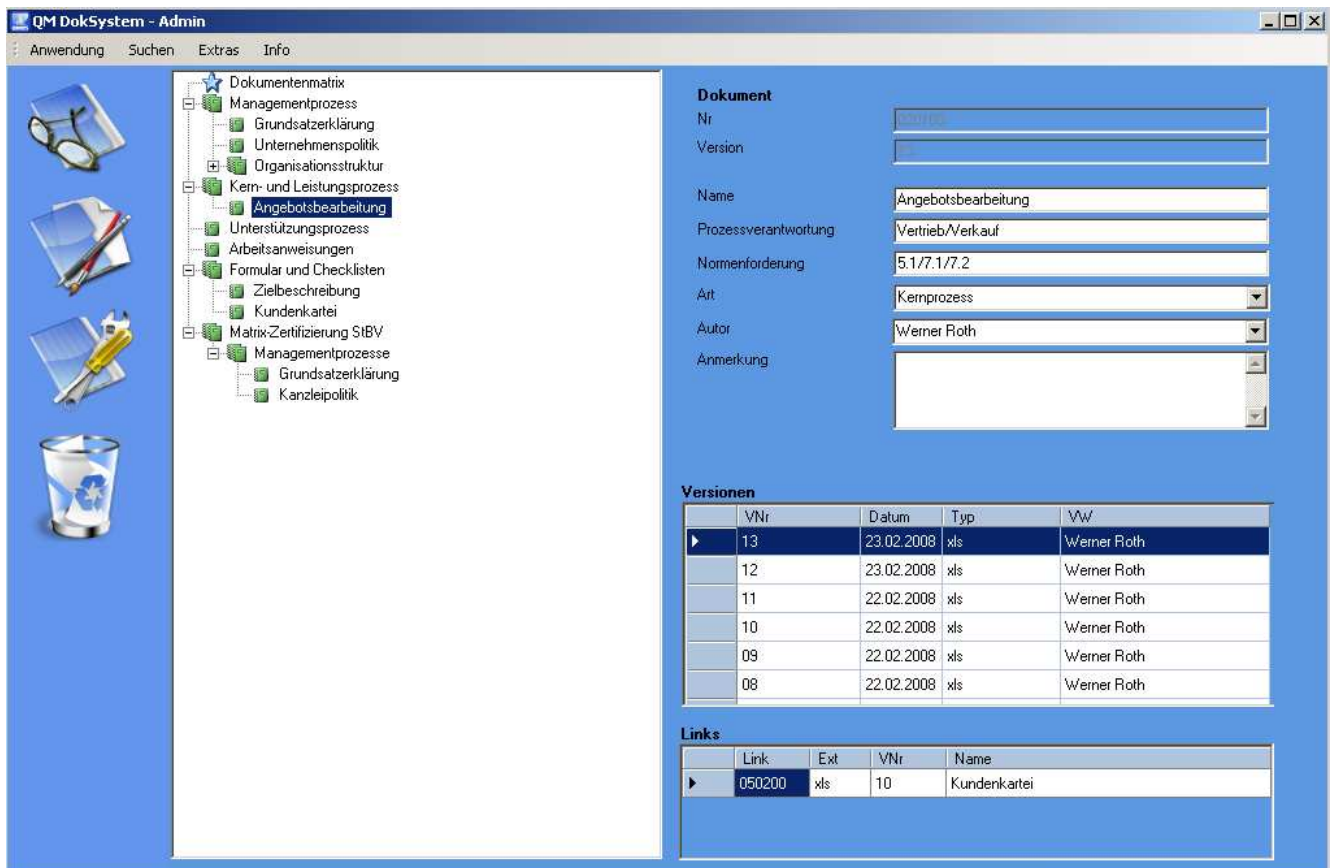 QM DokSystem - Admin
Anwendung Suchen Extras Info
Dokumentenmatrix
Managementprozess
Grundsatzerklärung
Unternehmenspolitik
Organisationsstruktur
Kern- und Leistungsprozess
Angebotsbearbeitung
Unterstützungsprozess
Arbeitsanweisungen
Formular und Checklisten
Zielbeschreibung
Kundenkartei
Matrix-Zertifizierung StBV
Managementprozesse
Grundsatzerklärung
Kanzleipolitik
Dokument
Nr
Version
Name Angebotsbearbeitung
Prozessverantwortung Vertrieb/Verkauf
Normenforderung 5.1/7.1/7.2
Art Kernprozess
Autor Werner Roth
Anmerkung
Versionen
VNr Datum Typ VW
13 23.02.2008 xls Werner Roth
12 23.02.2008 xls Werner Roth
11 22.02.2008 xls Werner Roth
10 22.02.2008 xls Werner Roth
09 22.02.2008 xls Werner Roth
08 22.02.2008 xls Werner Roth
Links
Link Ext VNr Name
050200 xls 10 Kundenkartei